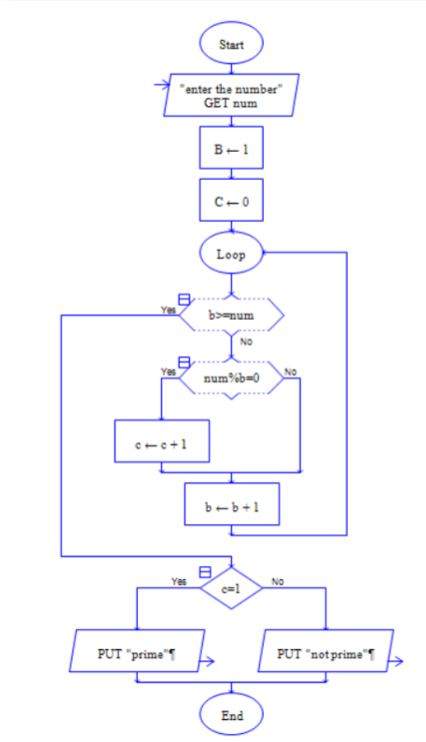 Start
"enter the number"
GET num
B ← 1
C ← 0
Loop
b>=num
Yes
No
num%b=0
Yes
No
c ← c + 1
b ← b + 1
c=1
Yes
No
PUT "prime"¶
PUT "not prime"¶
End